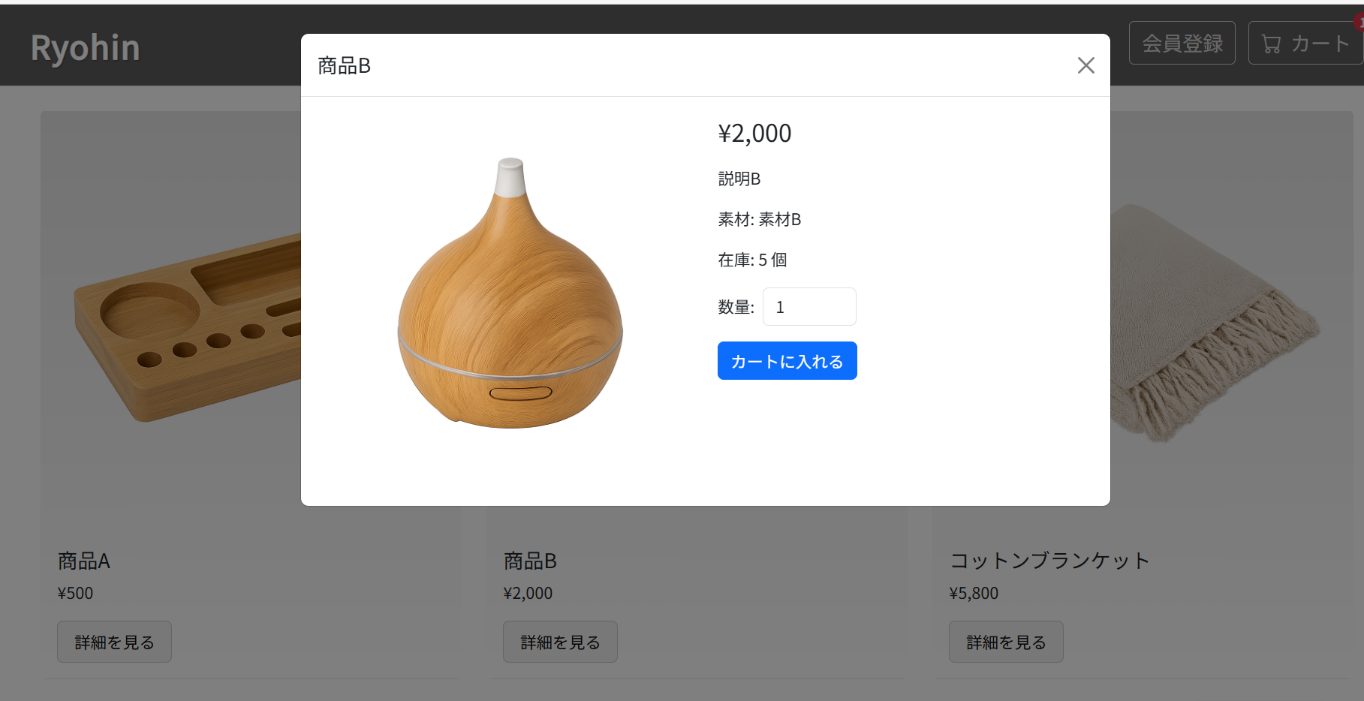 Ryohin
会員登録
カート
商品B
¥2,000
説明B
素材: 素材B
在庫: 5 個
数量: 1
カートに入れる
商品A
¥500
詳細を見る
商品B
¥2,000
詳細を見る
コットンブランケット
¥5,800
詳細を見る